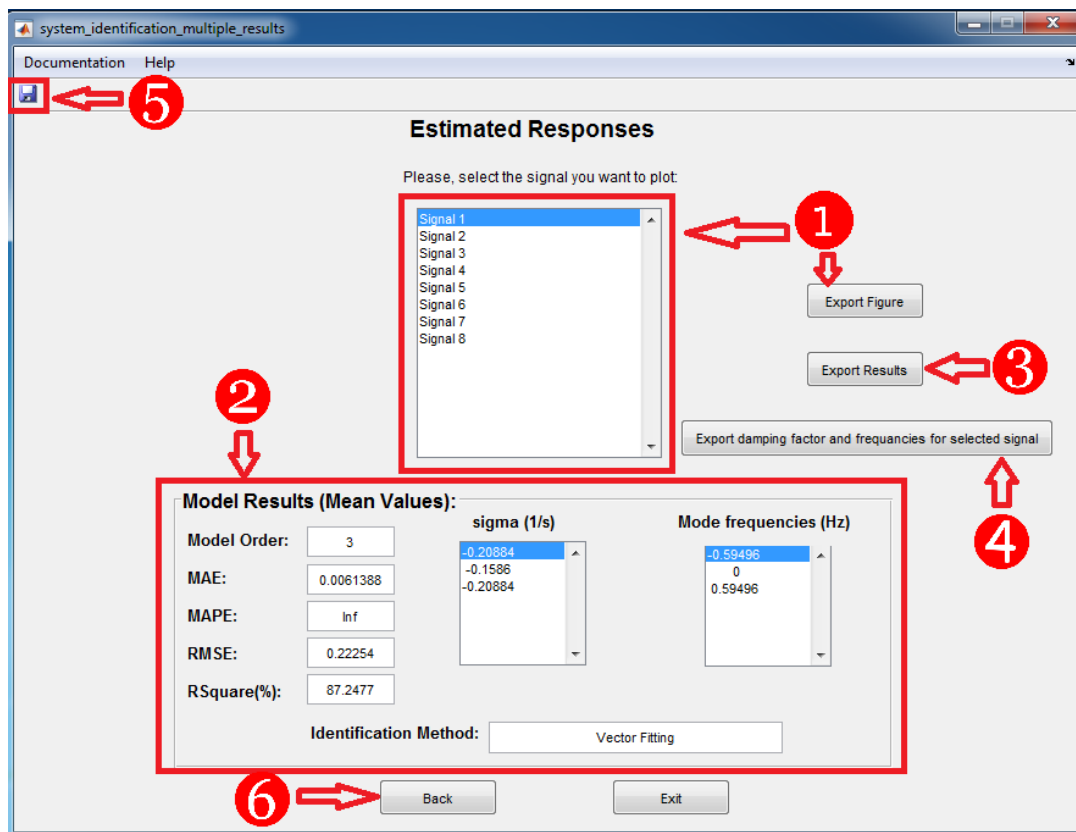 system_identification_multiple_results
Documentation Help
5
Estimated Responses
Please, select the signal you want to plot:
1
Signal 1
Signal 2
Signal 3
Signal 4
Signal 5
Signal 6
Signal 7
Signal 8
Export Figure
Export Results
3
Export damping factor and frequancies for selected signal
4
2
Model Results (Mean Values):
Model Order: 3
MAE: 0.0061388
MAPE: Inf
RMSE: 0.22254
RSquare(%): 87.2477
sigma (1/s)
-0.20884
-0.1586
-0.20884
Mode frequencies (Hz)
-0.59496
0
0.59496
Identification Method: Vector Fitting
6
Back
Exit